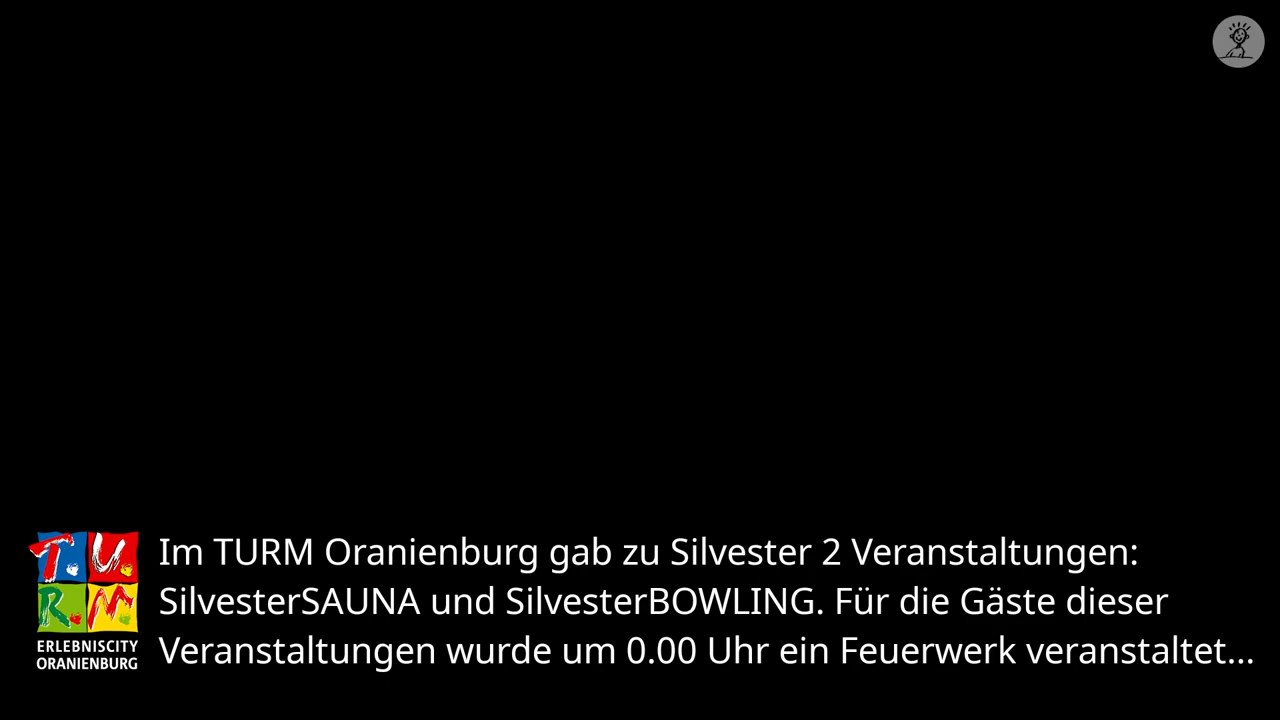 T.U.
R.M.
ERLEBNISCITY
ORANIENBURG
Im TURM Oranienburg gab zu Silvester 2 Veranstaltungen:
SilvesterSAUNA und SilvesterBOWLING. Für die Gäste dieser
Veranstaltungen wurde um 0.00 Uhr ein Feuerwerk veranstaltet...